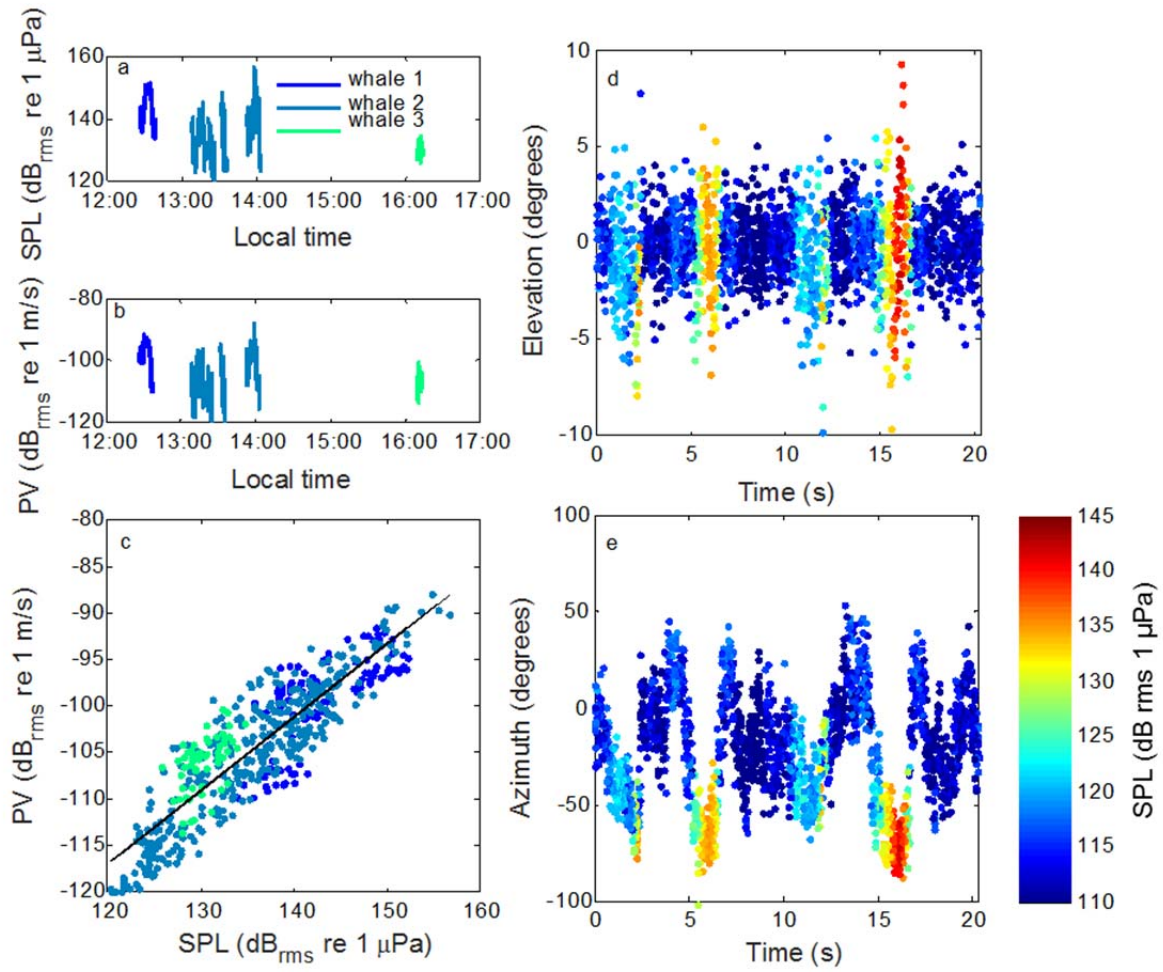 SPL (dBrms re 1 μPa)
a
160
140
120
whale 1
whale 2
whale 3
12:00 13:00 14:00 15:00 16:00 17:00
Local time
PV (dBrms re 1 m/s)
b
-80
-100
-120
12:00 13:00 14:00 15:00 16:00 17:00
Local time
PV (dBrms re 1 m/s)
c
-80
-85
-90
-95
-100
-105
-110
-115
-120
120 130 140 150 160
SPL (dBrms re 1 μPa)
Elevation (degrees)
d
10
5
0
-5
-10
0 5 10 15 20
Time (s)
Azimuth (degrees)
e
100
50
0
-50
-100
0 5 10 15 20
Time (s)
145
140
135
130
125
120
115
110
SPL (dB rms 1 μPa)